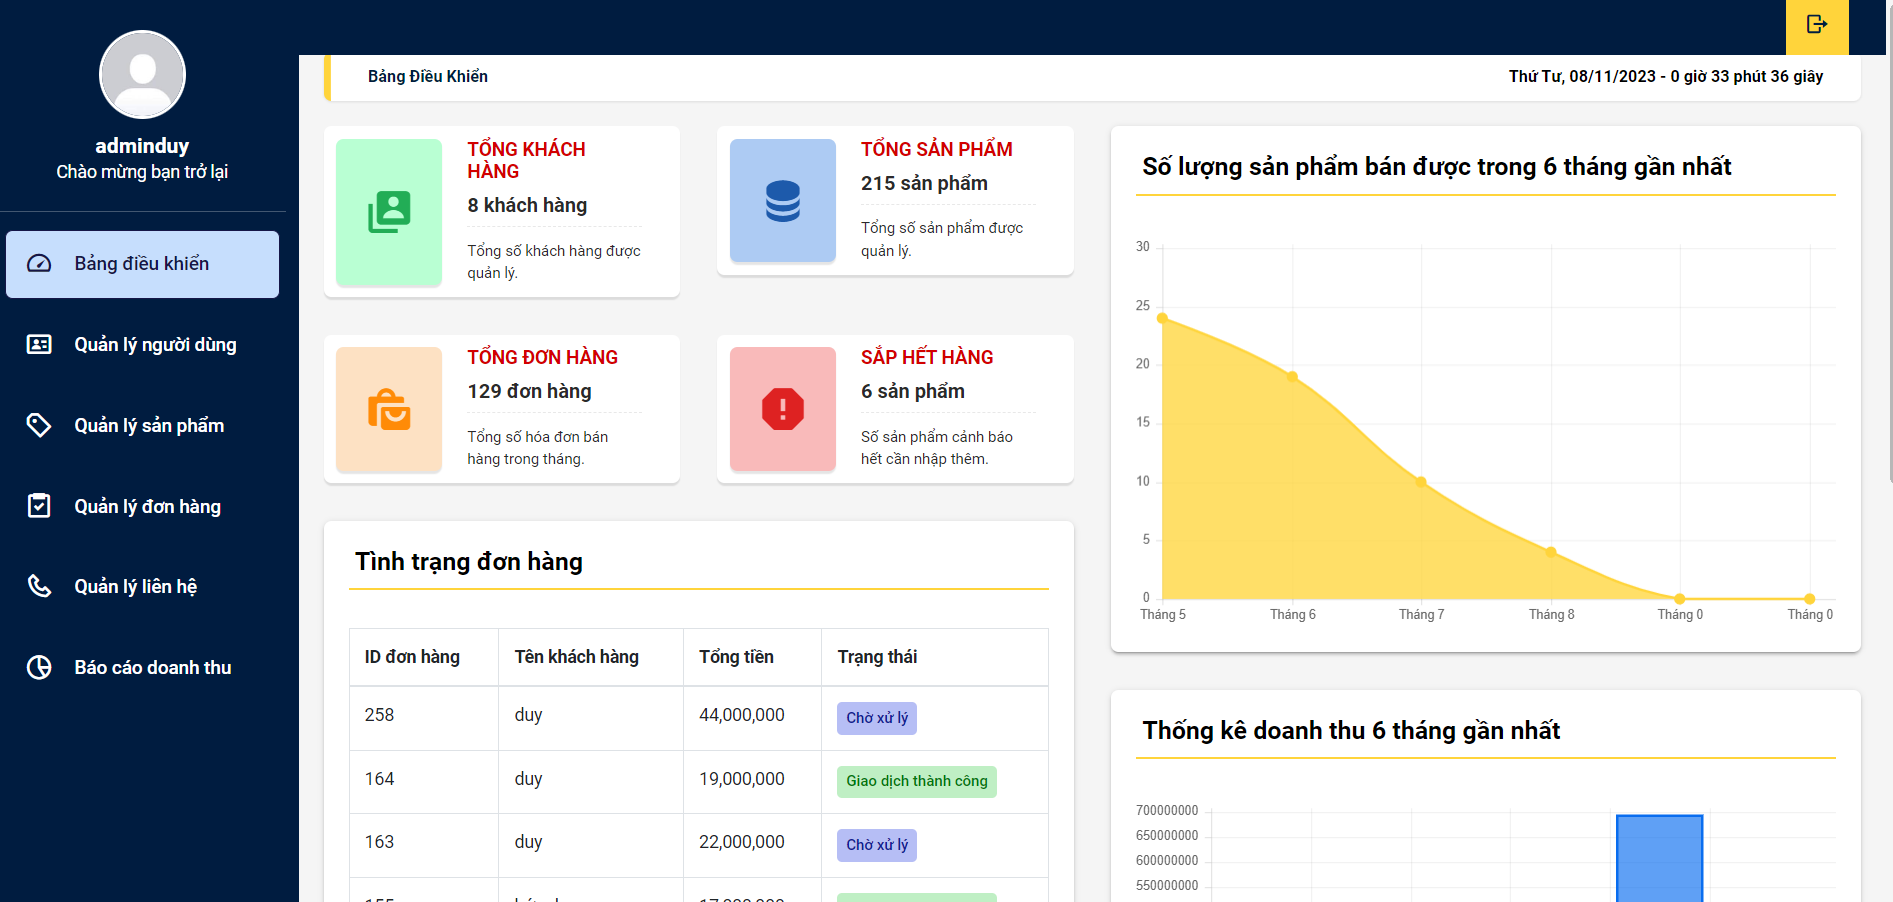 adminduy
Chào mừng bạn trở lại
Bảng điều khiển
Quản lý người dùng
Quản lý sản phẩm
Quản lý đơn hàng
Quản lý liên hệ
Báo cáo doanh thu
Bảng Điều Khiển
Thứ Tư, 08/11/2023 - 0 giờ 33 phút 36 giây
TỔNG KHÁCH
HÀNG
8 khách hàng
Tổng số khách hàng được
quản lý.
TỔNG SẢN PHẨM
215 sản phẩm
Tổng số sản phẩm được
quản lý.
TỔNG ĐƠN HÀNG
129 đơn hàng
Tổng số hóa đơn bán
hàng trong tháng.
SẮP HẾT HÀNG
6 sản phẩm
Số sản phẩm cảnh báo
hết cần nhập thêm.
Tình trạng đơn hàng
ID đơn hàng Tên khách hàng Tổng tiền Trạng thái
258 duy 44,000,000 Chờ xử lý
164 duy 19,000,000 Giao dịch thành công
163 duy 22,000,000 Chờ xử lý
Số lượng sản phẩm bán được trong 6 tháng gần nhất
30
25
20
15
10
5
0
Tháng 5 Tháng 6 Tháng 7 Tháng 8 Tháng 0 Tháng 0
Thống kê doanh thu 6 tháng gần nhất
700000000
650000000
600000000
550000000